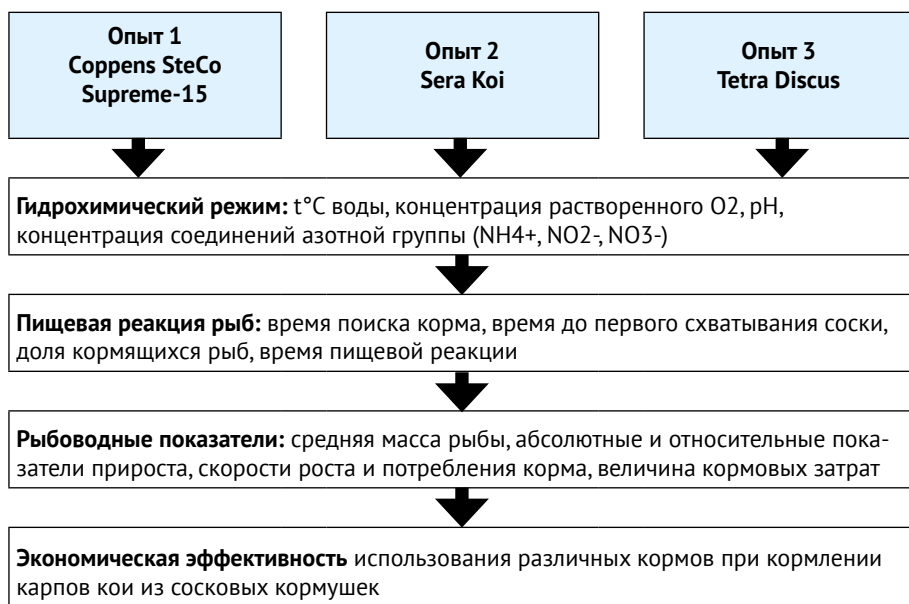 Опыт 1
Coppens SteCo
Supreme-15
Опыт 2
Sera Koi
Опыт 3
Tetra Discus
Гидрохимический режим: t°C воды, концентрация растворенного О2, pH,
концентрация соединений азотной группы (NH4+, NO2-, NO3-)
Пищевая реакция рыб: время поиска корма, время до первого схватывания соски,
доля кормящихся рыб, время пищевой реакции
Рыбоводные показатели: средняя масса рыбы, абсолютные и относительные пока-
затели прироста, скорости роста и потребления корма, величина кормовых затрат
Экономическая эффективность использования различных кормов при кормлении
карпов кои из сосковых кормушек